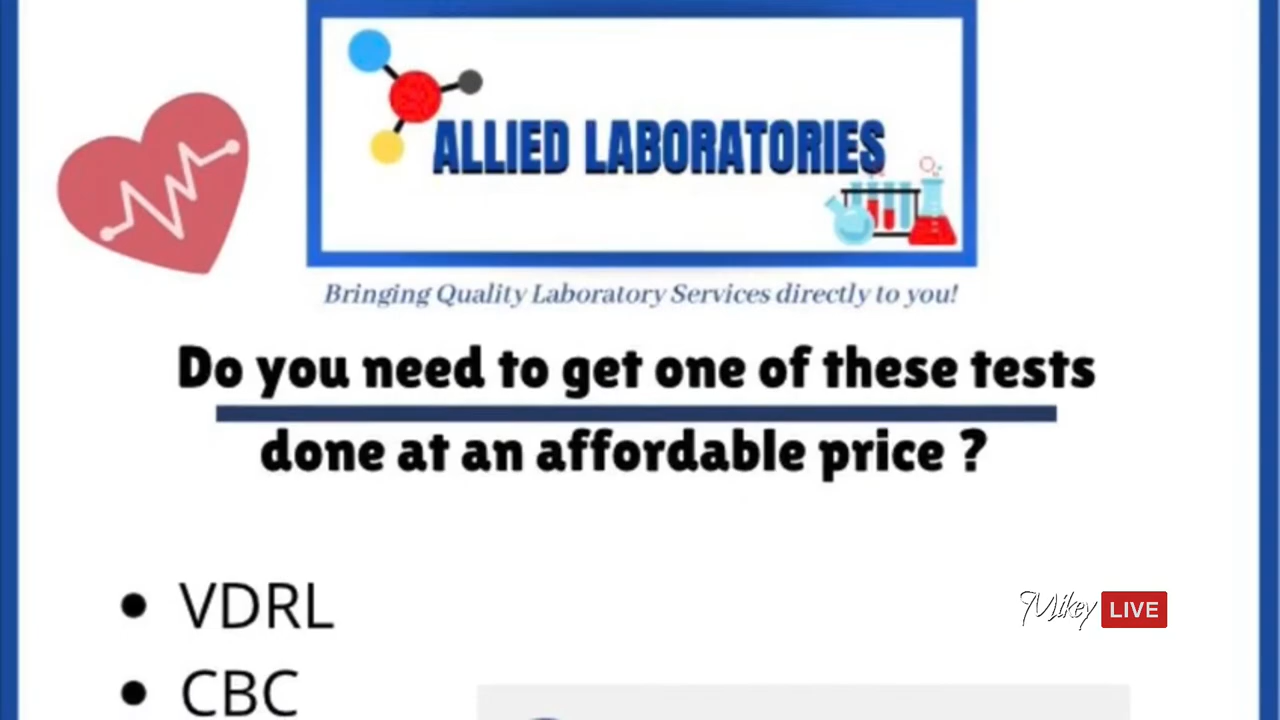 ALLIED LABORATORIES
Bringing Quality Laboratory Services directly to you!
Do you need to get one of these tests
done at an affordable price ?
• VDRL
• CBC
Mikey LIVE